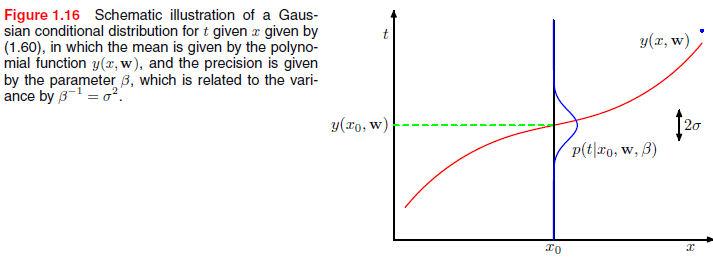 Figure 1.16 Schematic illustration of a Gaus-
sian conditional distribution for t given x given by
(1.60), in which the mean is given by the polyno-
mial function y(x, w), and the precision is given
by the parameter β, which is related to the vari-
ance by β⁻¹ = σ².
t
y(x, w)
y(x₀, w)
2σ
p(t|x₀, w, β)
x₀
x